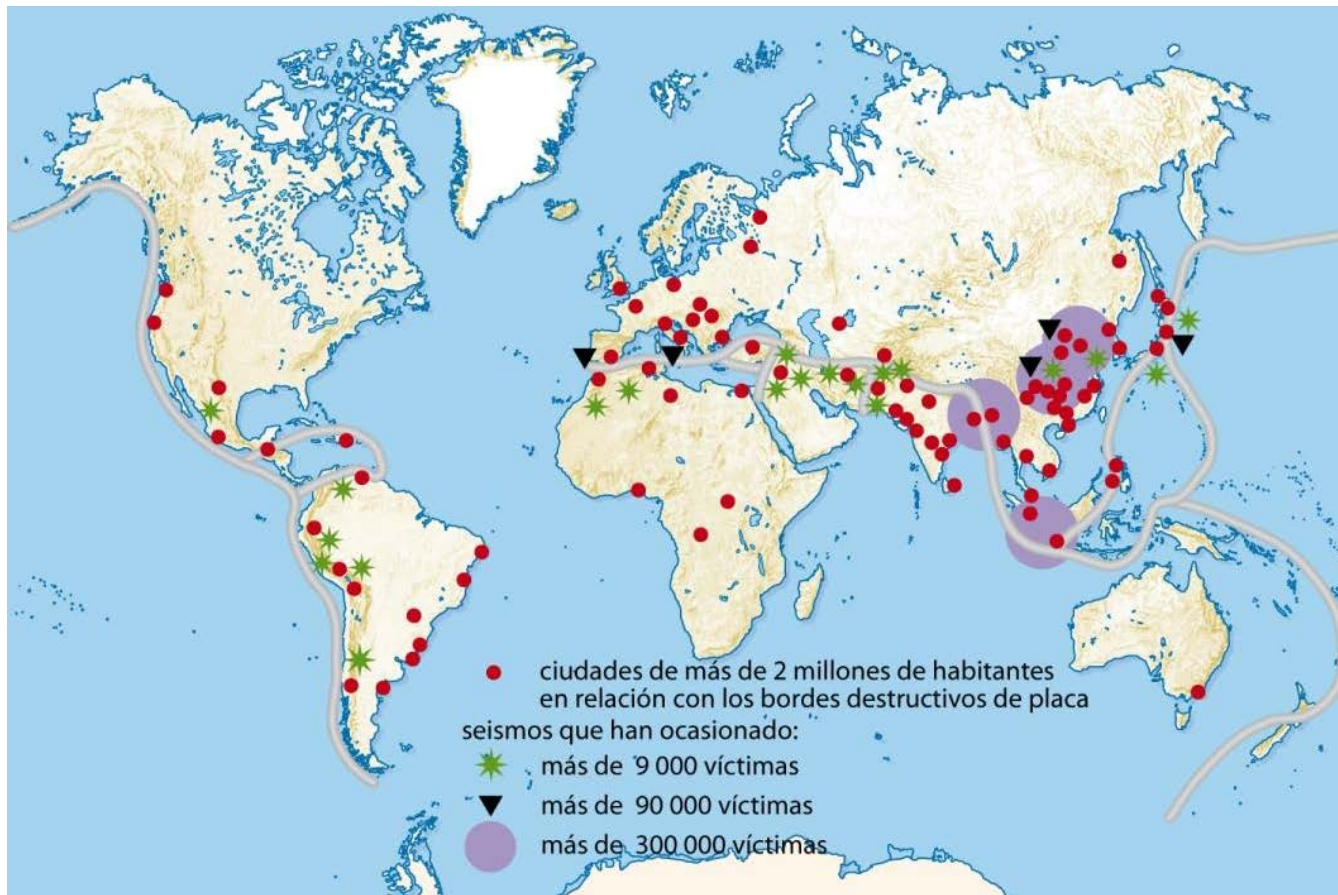 ciudades de más de 2 millones de habitantes
en relación con los bordes destructivos de placa
seismos que han ocasionado:
más de 9 000 víctimas
más de 90 000 víctimas
más de 300 000 víctimas